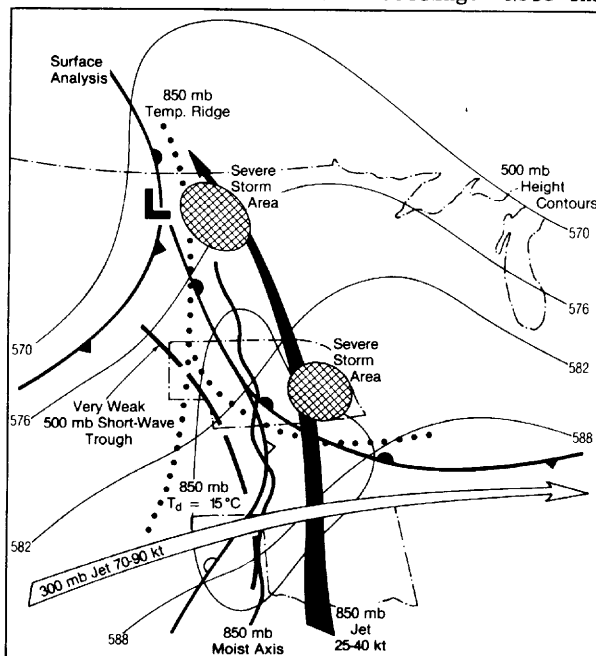 Surface
Analysis
850 mb
Temp. Ridge
Severe
Storm
Area
500 mb
Height
Contours
L
570
576
582
588
570
576
582
588
Severe
Storm
Area
Very Weak
500 mb Short-Wave
Trough
850 mb
Td = 15°C
300 mb Jet 70-90 kt
850 mb
Moist Axis
850 mb
Jet
25-40 kt